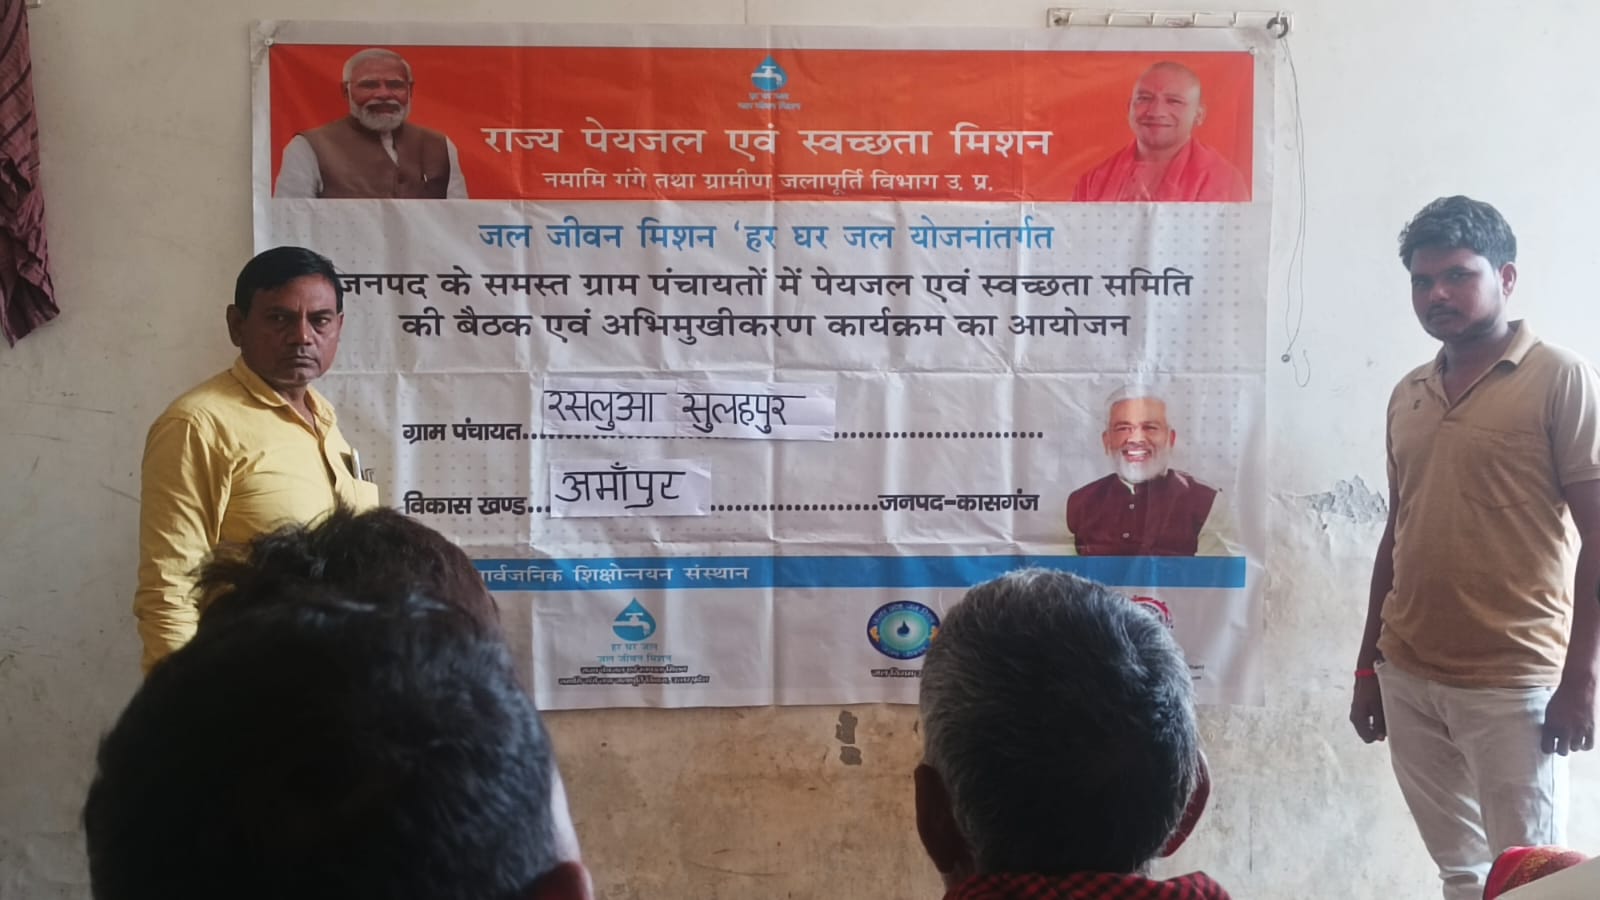 राज्य पेयजल एवं स्वच्छता मिशन
नमामि गंगे तथा ग्रामीण जलापूर्ति विभाग उ. प्र.
जल जीवन मिशन ‘हर घर जल योजनांतर्गत
जनपद के समस्त ग्राम पंचायतों में पेयजल एवं स्वच्छता समिति
की बैठक एवं अभिमुखीकरण कार्यक्रम का आयोजन
ग्राम पंचायत... रसलुआ सुलहपुर ...
विकास खण्ड... अमाँपुर ...जनपद-कासगंज
शिक्षोन्नयन संस्थान
हर घर जल
जल जीवन मिशन